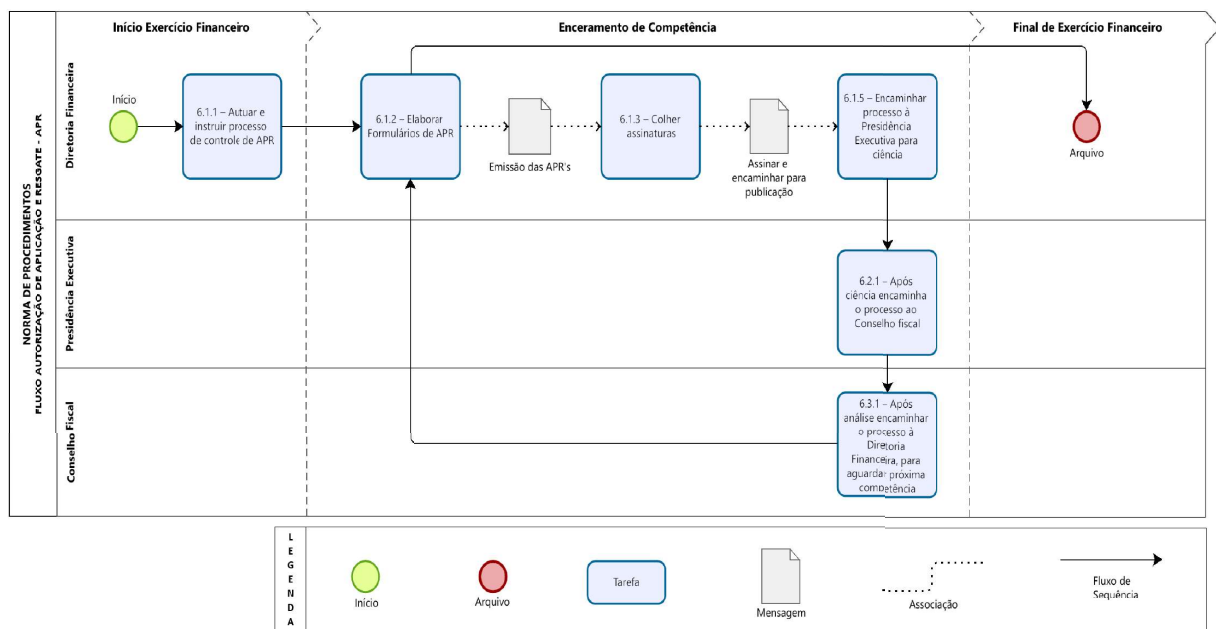 NORMA DE PROCEDIMENTOS
FLUXO AUTORIZAÇÃO DE APLICAÇÃO E RESGATE - APR
Início Exercício Financeiro
Enceramento de Competência
Final de Exercício Financeiro
Diretoria Financeira
Início
6.1.1 – Autuar e
instruir processo
de controle de APR
6.1.2 – Elaborar
Formulários de APR
Emissão das APR's
6.1.3 – Colher
assinaturas
Assinar e
encaminhar para
publicação
6.1.5 – Encaminhar
processo à
Presidência
Executiva para
ciência
Arquivo
Presidência Executiva
6.2.1 – Após
ciência encaminha
o processo ao
Conselho fiscal
Conselho Fiscal
6.3.1 – Após
análise encaminhar
o processo à
Diretoria
Financeira, para
aguardar próxima
competência
LEGENDA
Início
Arquivo
Tarefa
Mensagem
Associação
Fluxo de
Sequência